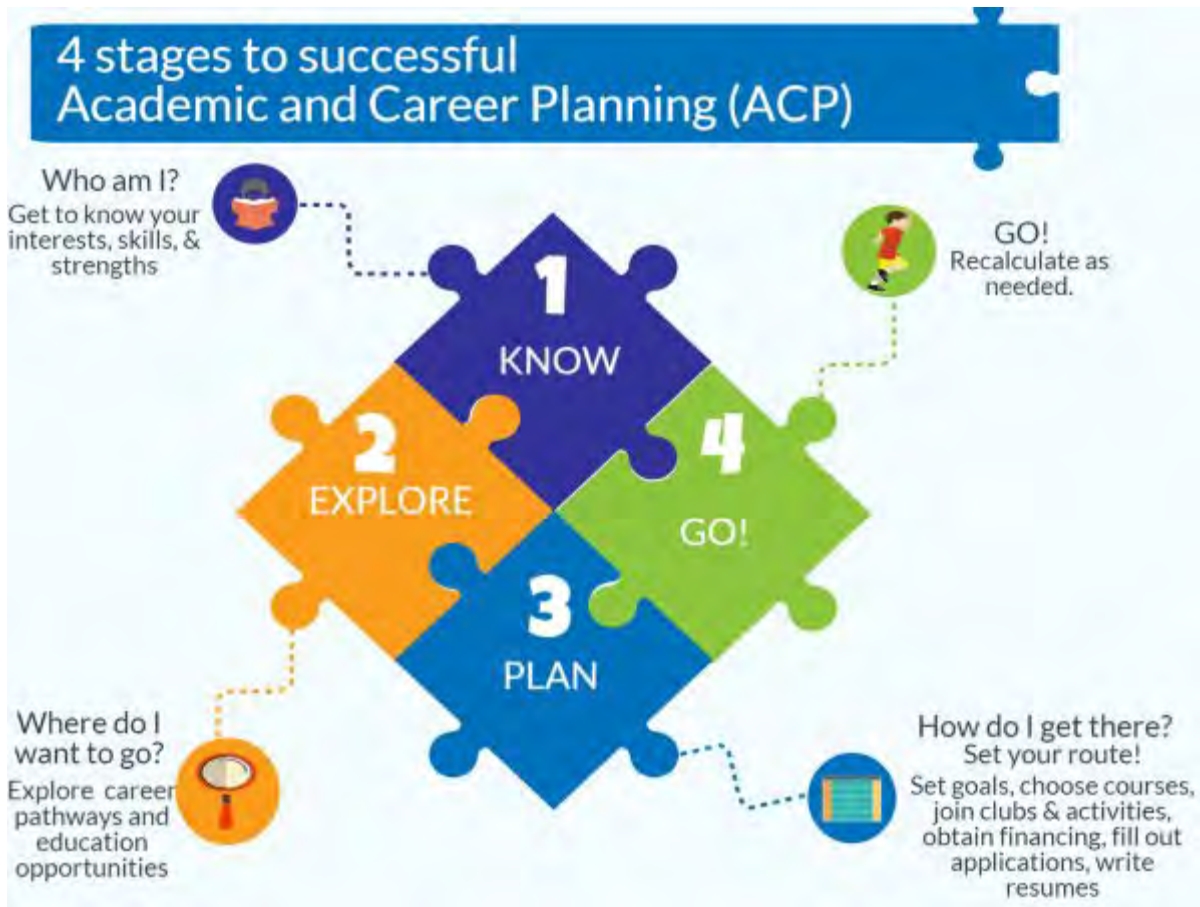 4 stages to successful
Academic and Career Planning (ACP)
Who am I?
Get to know your
interests, skills, &
strengths
1
KNOW
GO!
Recalculate as
needed.
2
EXPLORE
4
GO!
3
PLAN
Where do I
want to go?
Explore career
pathways and
education
opportunities
How do I get there?
Set your route!
Set goals, choose courses,
join clubs & activities,
obtain financing, fill out
applications, write
resumes